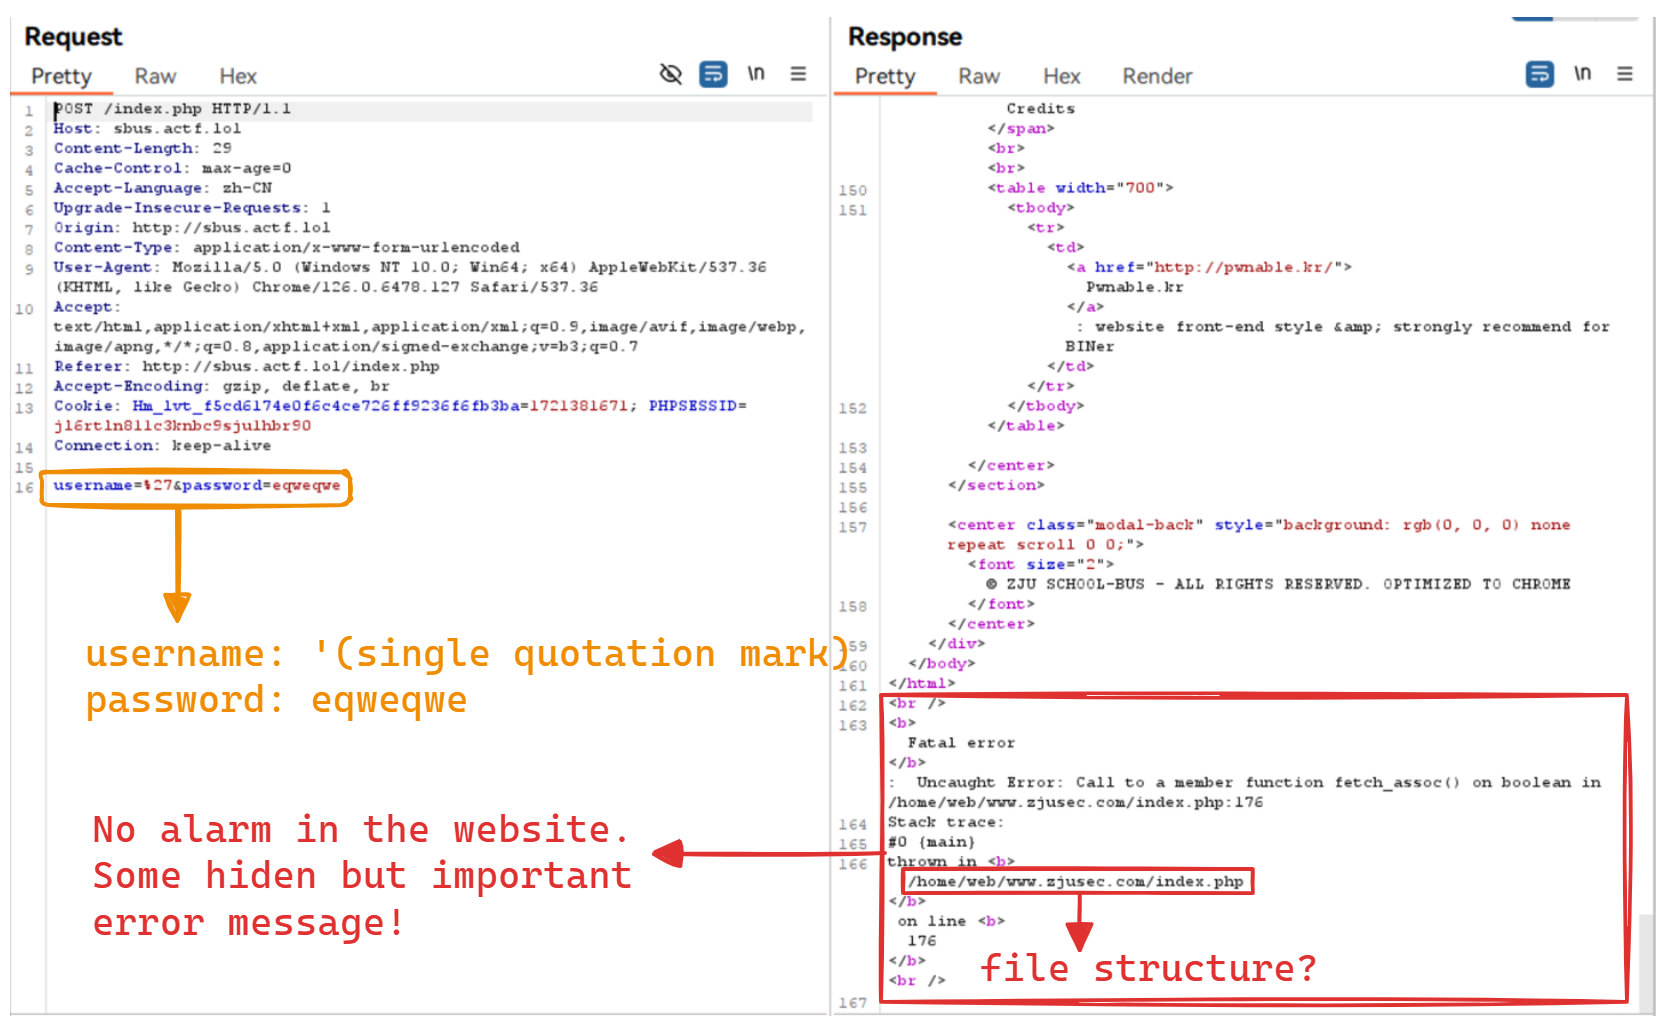 Request
Pretty Raw Hex
\n
1 POST /index.php HTTP/1.1
2 Host: sbus.actf.lol
3 Content-Length: 29
4 Cache-Control: max-age=0
5 Accept-Language: zh-CN
6 Upgrade-Insecure-Requests: 1
7 Origin: http://sbus.actf.lol
8 Content-Type: application/x-www-form-urlencoded
9 User-Agent: Mozilla/5.0 (Windows NT 10.0; Win64; x64) AppleWebKit/537.36
(KHTML, like Gecko) Chrome/126.0.6478.127 Safari/537.36
10 Accept:
text/html,application/xhtml+xml,application/xml;q=0.9,image/avif,image/webp,
image/apng,*/*;q=0.8,application/signed-exchange;v=b3;q=0.7
11 Referer: http://sbus.actf.lol/index.php
12 Accept-Encoding: gzip, deflate, br
13 Cookie: Hm_lvt_f5cd6174e0f6c4ce726ff9236f6fb3ba=1721381671; PHPSESSID=
jl6rtln8llc3knbc9sjulhbr90
14 Connection: keep-alive
15
16 username=%27&password=eqweqwe
username: '(single quotation mark)
password: eqweqwe
No alarm in the website.
Some hiden but important
error message!
Response
Pretty Raw Hex Render
\n
Credits
</span>
<br>
<br>
150 <table width="700">
151 <tbody>
<tr>
<td>
<a href="http://pwnable.kr/">
Pwnable.kr
</a>
: website front-end style &amp; strongly recommend for
BINer
</td>
</tr>
152 </tbody>
</table>
153
154 </center>
155 </section>
156
157 <center class="modal-back" style="background: rgb(0, 0, 0) none
repeat scroll 0 0;">
<font size="2">
© ZJU SCHOOL-BUS - ALL RIGHTS RESERVED. OPTIMIZED TO CHROME
158 </font>
</center>
159 </div>
160 </body>
161 </html>
162 <br />
163 <b>
Fatal error
</b>
: Uncaught Error: Call to a member function fetch_assoc() on boolean in
/home/web/www.zjusec.com/index.php:176
164 Stack trace:
165 #0 {main}
166 thrown in <b>
/home/web/www.zjusec.com/index.php
</b>
on line <b>
176
</b>
<br />
167
file structure?